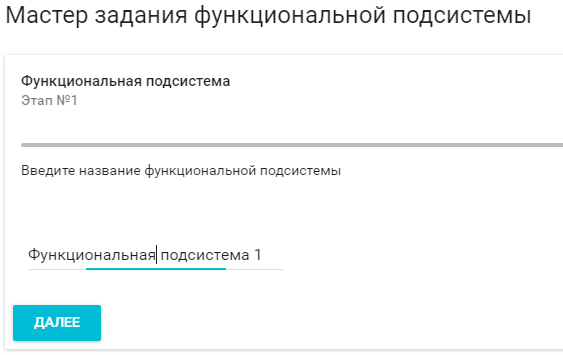 Мастер задания функциональной подсистемы
Функциональная подсистема
Этап №1
Введите название функциональной подсистемы
Функциональная подсистема 1
ДАЛЕЕ